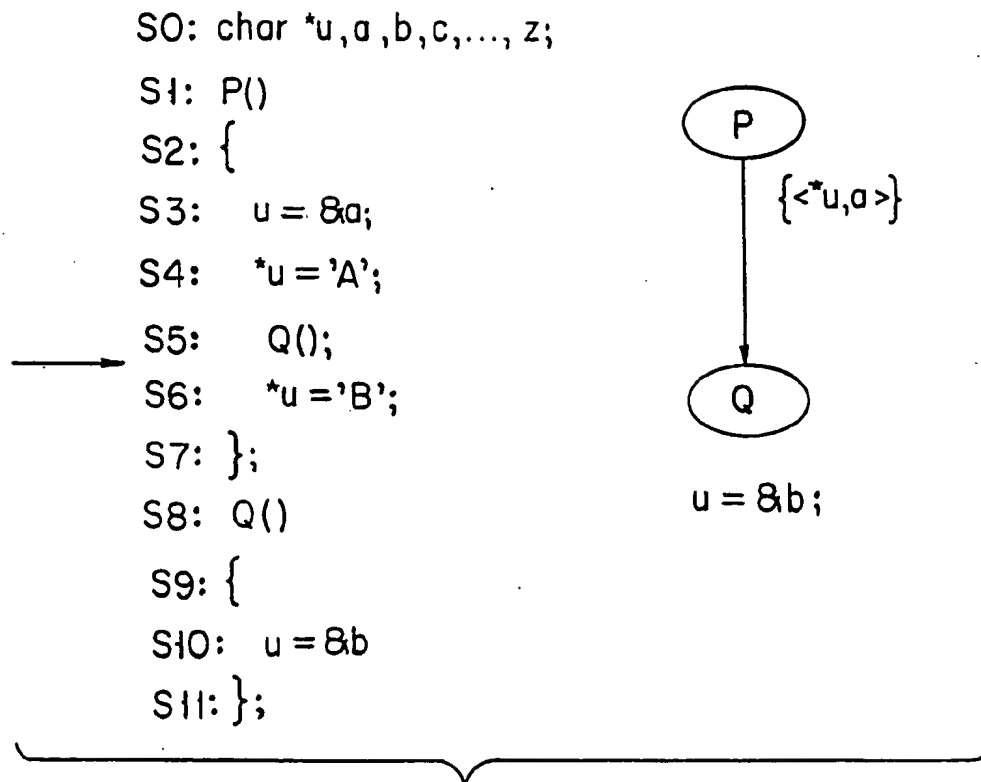 S0: char *u,a,b,c,..., z;
S1: P()
S2: {
S3: u = &a;
S4: *u = 'A';
S5: Q();
S6: *u = 'B';
S7: };
S8: Q()
S9: {
S10: u = &b
S11: };
P
{<*u,a>}
Q
u = &b;